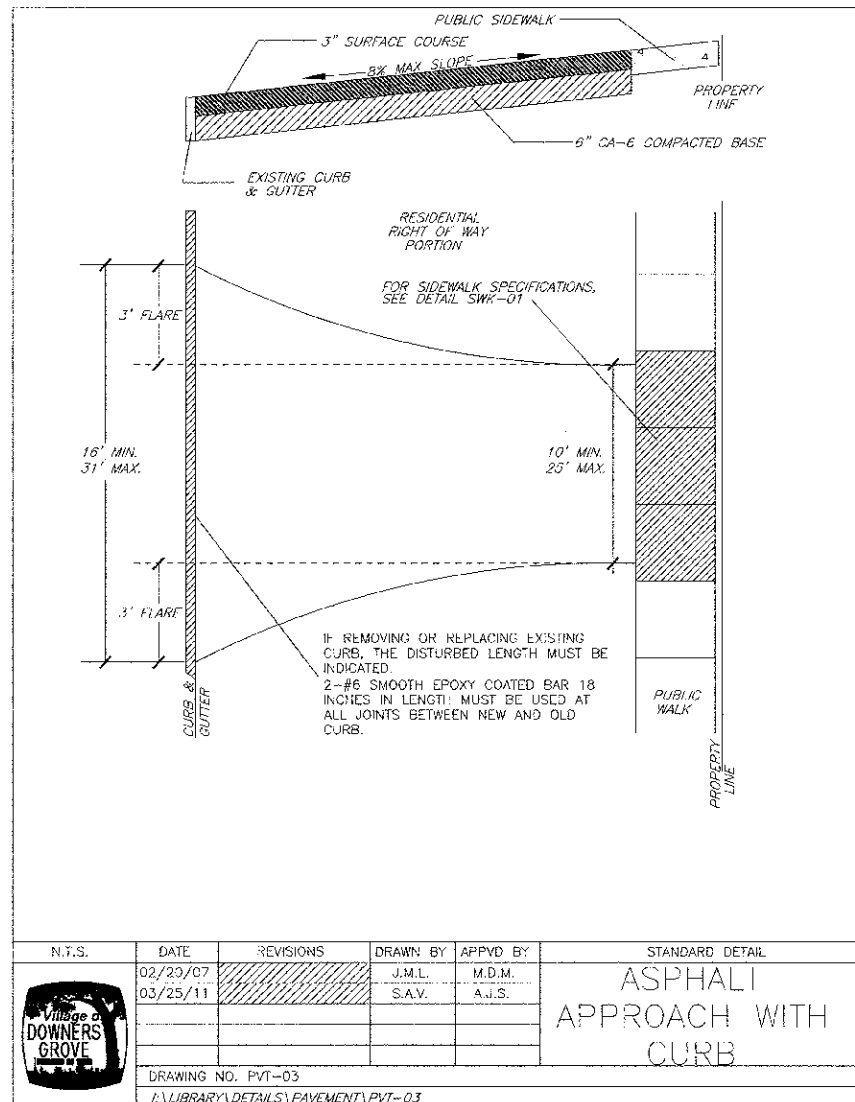 PUBLIC SIDEWALK
3" SURFACE COURSE
8% MAX SLOPE
4
4
PROPERTY
LINE
6" CA-6 COMPACTED BASE
EXISTING CURB
& GUTTER
RESIDENTIAL
RIGHT OF WAY
PORTION
FOR SIDEWALK SPECIFICATIONS,
SEE DETAIL SWK-01
3' FLARE
16' MIN.
31' MAX.
10' MIN.
25' MAX.
3' FLARE
IF REMOVING OR REPLACING EXISTING
CURB, THE DISTURBED LENGTH MUST BE
INDICATED.
2-#6 SMOOTH EPOXY COATED BAR 18
INCHES IN LENGTH MUST BE USED AT
ALL JOINTS BETWEEN NEW AND OLD
CURB.
CURB &
GUTTER
PUBLIC
WALK
PROPERTY
LINE
N.T.S. DATE REVISIONS DRAWN BY APPVD BY STANDARD DETAIL
02/20/07 J.M.L. M.D.M.
03/25/11 S.A.V. A.J.S.
ASPHALT
APPROACH WITH
CURB
Village of
DOWNERS
GROVE
DRAWING NO. PVT-03
I:\LIBRARY\DETAILS\PAVEMENT\PVT-03